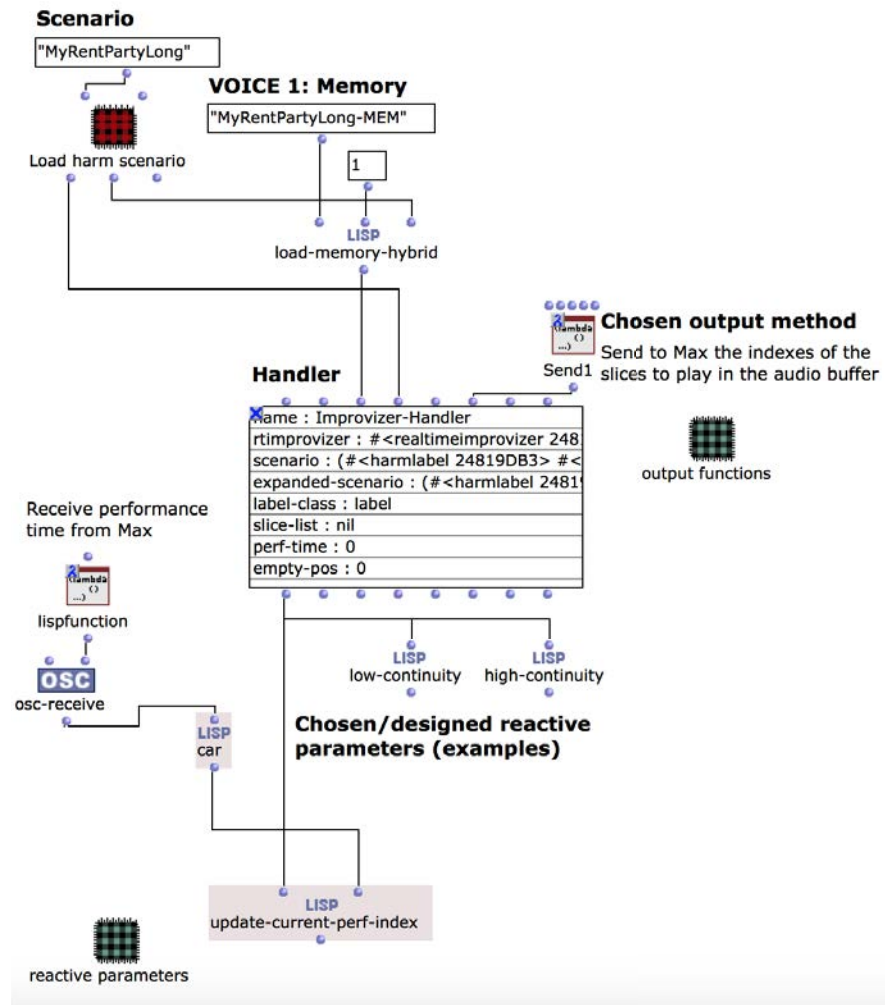 Scenario
"MyRentPartyLong"
VOICE 1: Memory
"MyRentPartyLong-MEM"
Load harm scenario
1
LISP
load-memory-hybrid
(lambda
()
...)
Send1
Chosen output method
Send to Max the indexes of the
slices to play in the audio buffer
output functions
Handler
name : Improvizer-Handler
rtimprovizer : #<realtimeimprovizer 248
scenario : (#<harmlabel 24819DB3> #<
expanded-scenario : (#<harmlabel 2481
label-class : label
slice-list : nil
perf-time : 0
empty-pos : 0
Receive performance
time from Max
(lambda
()
...)
lispfunction
OSC
osc-receive
LISP
car
LISP
low-continuity
LISP
high-continuity
Chosen/designed reactive
parameters (examples)
LISP
update-current-perf-index
reactive parameters